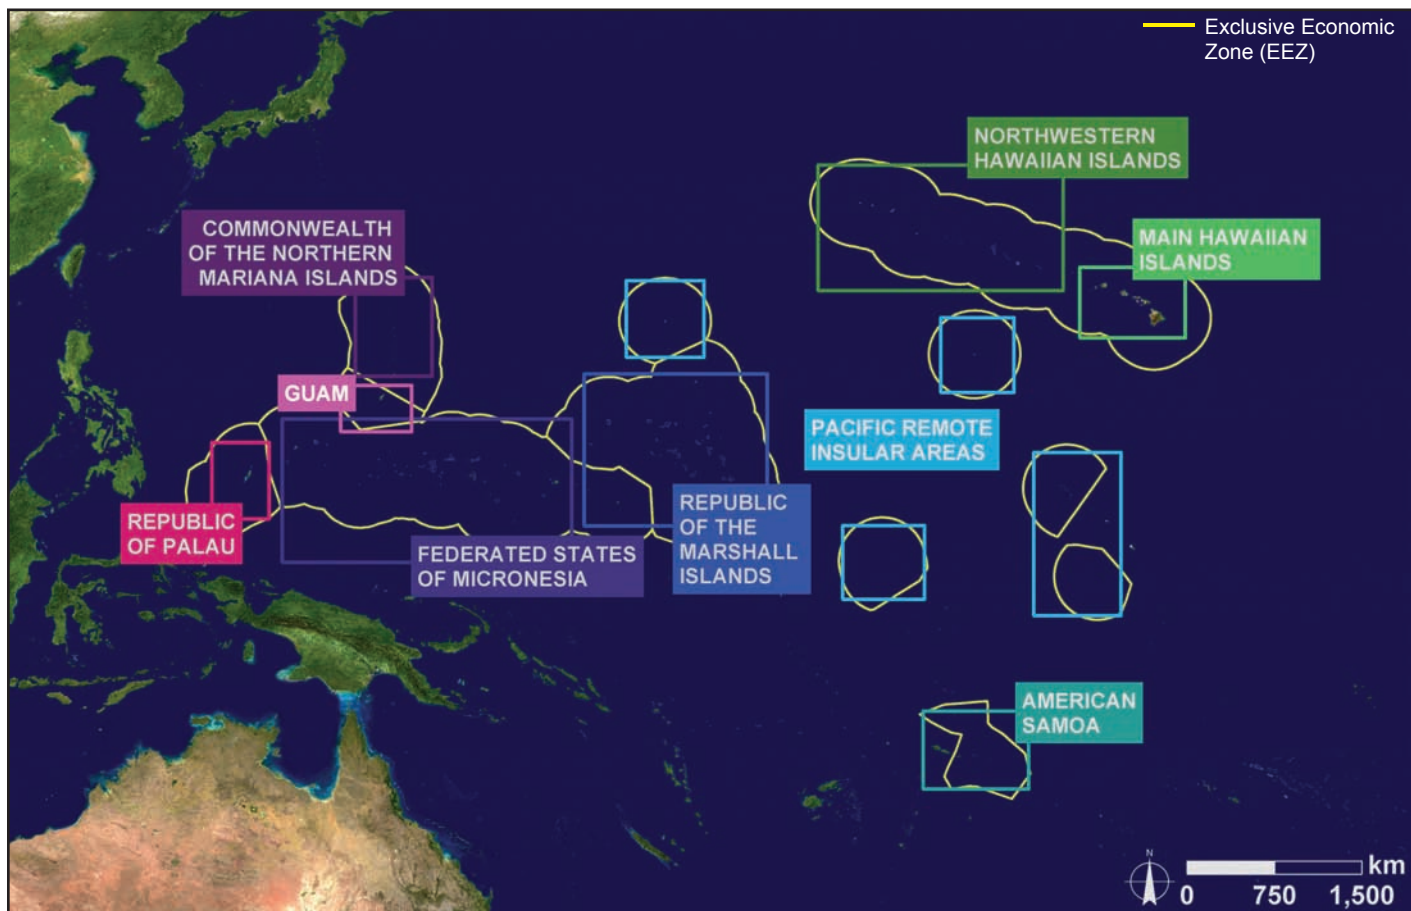 Exclusive Economic
Zone (EEZ)
NORTHWESTERN
HAWAIIAN ISLANDS
COMMONWEALTH
OF THE NORTHERN
MARIANA ISLANDS
MAIN HAWAIIAN
ISLANDS
GUAM
PACIFIC REMOTE
INSULAR AREAS
REPUBLIC
OF PALAU
FEDERATED STATES
OF MICRONESIA
REPUBLIC
OF THE
MARSHALL
ISLANDS
AMERICAN
SAMOA
N
km
0 750 1,500